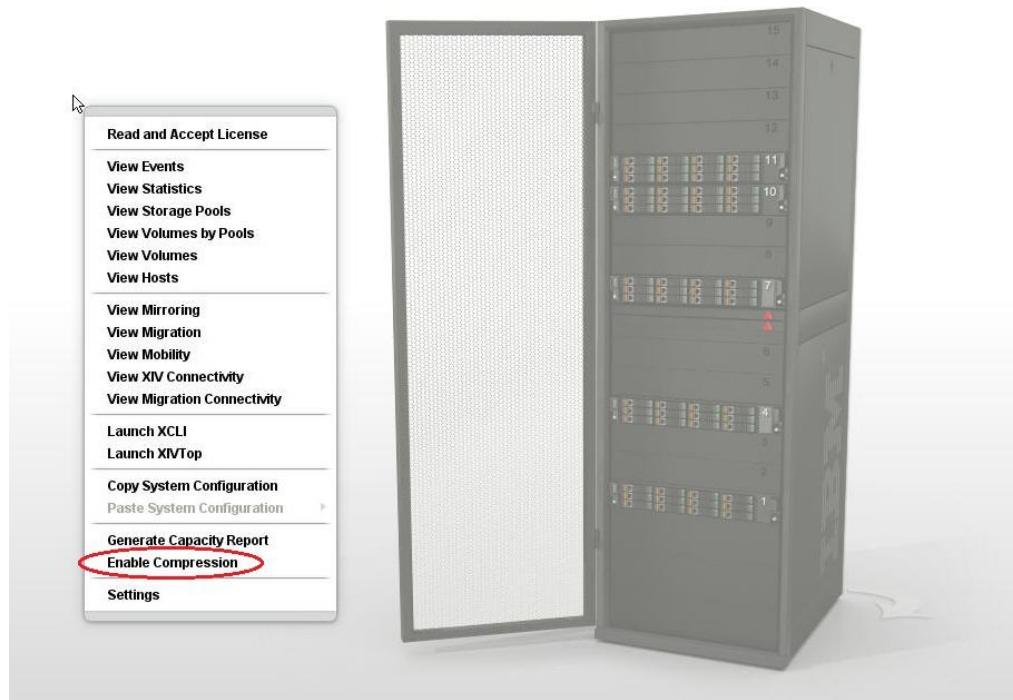 Read and Accept License
View Events
View Statistics
View Storage Pools
View Volumes by Pools
View Volumes
View Hosts
View Mirroring
View Migration
View Mobility
View XIV Connectivity
View Migration Connectivity
Launch XCLI
Launch XIVTop
Copy System Configuration
Paste System Configuration
Generate Capacity Report
Enable Compression
Settings
15
14
13
12
11
10
9
8
7
6
5
4
3
2
1
IBM